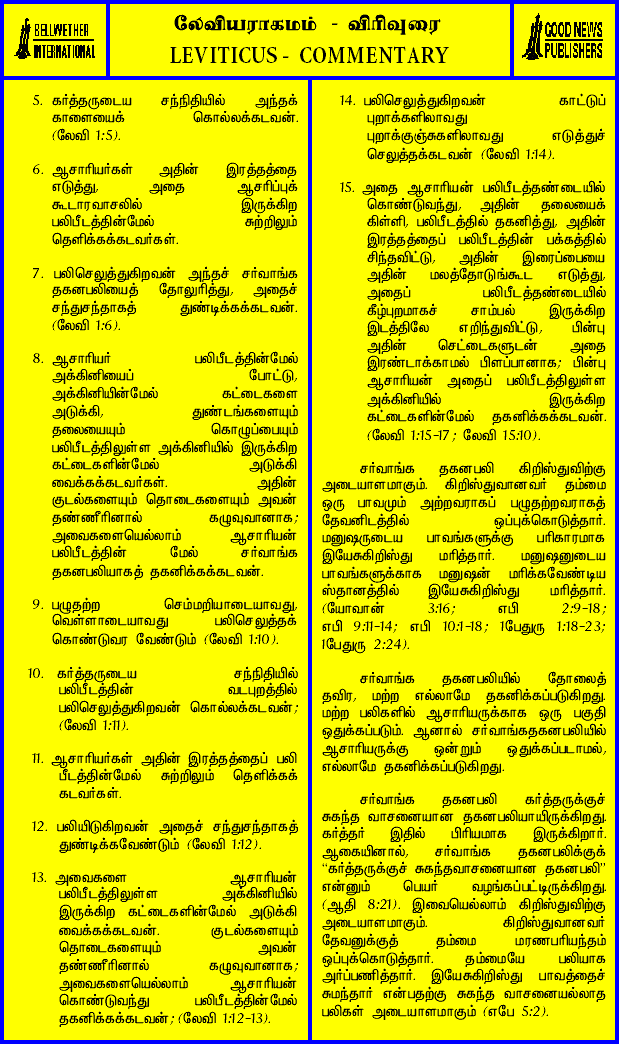 BELLWETHER
INTERNATIONAL
லேவியராகமம் - விரிவுரை
LEVITICUS - COMMENTARY
GOOD NEWS
PUBLISHERS
5. கர்த்தருடைய சந்நிதியில் அந்தக்
காளையைக் கொல்லக்கடவன்.
(லேவி 1:5).
6. ஆசாரியர்கள் அதின் இரத்தத்தை
எடுத்து, அதை ஆசரிப்புக்
கூடாரவாசலில் இருக்கிற
பலிபீடத்தின்மேல் சுற்றிலும்
தெளிக்கக்கடவர்கள்.
7. பலிசெலுத்துகிறவன் அந்தச் சர்வாங்க
தகனபலியைத் தோலுரித்து, அதைச்
சந்துசந்தாகத் துண்டிக்கக்கடவன்.
(லேவி 1:6).
8. ஆசாரியர் பலிபீடத்தின்மேல்
அக்கினியைப் போட்டு,
அக்கினியின்மேல் கட்டைகளை
அடுக்கி, துண்டங்களையும்
தலையையும் கொழுப்பையும்
பலிபீடத்திலுள்ள அக்கினியில் இருக்கிற
கட்டைகளின்மேல் அடுக்கி
வைக்கக்கடவர்கள். அதின்
குடல்களையும் தொடைகளையும் அவன்
தண்ணீரினால் கழுவுவானாக;
அவைகளையெல்லாம் ஆசாரியன்
பலிபீடத்தின் மேல் சர்வாங்க
தகனபலியாகத் தகனிக்கக்கடவன்.
9. பழுதற்ற செம்மறியாடையாவது,
வெள்ளாடையாவது பலிசெலுத்தக்
கொண்டுவர வேண்டும் (லேவி 1:10).
10. கர்த்தருடைய சந்நிதியில்
பலிபீடத்தின் வடபுறத்தில்
பலிசெலுத்துகிறவன் கொல்லக்கடவன்;
(லேவி 1:11).
11. ஆசாரியர்கள் அதின் இரத்தத்தைப் பலி
பீடத்தின்மேல் சுற்றிலும் தெளிக்கக்
கடவர்கள்.
12. பலியிடுகிறவன் அதைச் சந்துசந்தாகத்
துண்டிக்கவேண்டும் (லேவி 1:12).
13. அவைகளை ஆசாரியன்
பலிபீடத்திலுள்ள அக்கினியில்
இருக்கிற கட்டைகளின்மேல் அடுக்கி
வைக்கக்கடவன். குடல்களையும்
தொடைகளையும் அவன்
தண்ணீரினால் கழுவுவானாக;
அவைகளையெல்லாம் ஆசாரியன்
கொண்டுவந்து பலிபீடத்தின்மேல்
தகனிக்கக்கடவன்; (லேவி 1:12-13).
14. பலிசெலுத்துகிறவன் காட்டுப்
புறாக்களிலாவது
புறாக்குஞ்சுகளிலாவது எடுத்துச்
செலுத்தக்கடவன் (லேவி 1:14).
15. அதை ஆசாரியன் பலிபீடத்தண்டையில்
கொண்டுவந்து, அதின் தலையைக்
கிள்ளி, பலிபீடத்தில் தகனித்து, அதின்
இரத்தத்தைப் பலிபீடத்தின் பக்கத்தில்
சிந்தவிட்டு, அதின் இரைப்பையை
அதின் மலத்தோடுங்கூட எடுத்து,
அதைப் பலிபீடத்தண்டையில்
கீழ்புறமாகச் சாம்பல் இருக்கிற
இடத்திலே எறிந்துவிட்டு, பின்பு
அதின் செட்டைகளுடன் அதை
இரண்டாக்காமல் பிளப்பானாக; பின்பு
ஆசாரியன் அதைப் பலிபீடத்திலுள்ள
அக்கினியில் இருக்கிற
கட்டைகளின்மேல் தகனிக்கக்கடவன்.
(லேவி 1:15-17; லேவி 15:10).
சர்வாங்க தகனபலி கிறிஸ்துவிற்கு
அடையாளமாகும். கிறிஸ்துவானவர் தம்மை
ஒரு பாவமும் அற்றவராகப் பழுதற்றவராகத்
தேவனிடத்தில் ஒப்புக்கொடுத்தார்.
மனுஷருடைய பாவங்களுக்கு பரிகாரமாக
இயேசுகிறிஸ்து மரித்தார். மனுஷனுடைய
பாவங்களுக்காக மனுஷன் மரிக்கவேண்டிய
ஸ்தானத்தில் இயேசுகிறிஸ்து மரித்தார்.
(யோவான் 3:16; எபி 2:9-18;
எபி 9:11-14; எபி 10:1-18; 1பேதுரு 1:18-23;
1பேதுரு 2:24).
சர்வாங்க தகனபலியில் தோலைத்
தவிர, மற்ற எல்லாமே தகனிக்கப்படுகிறது.
மற்ற பலிகளில் ஆசாரியருக்காக ஒரு பகுதி
ஒதுக்கப்படும். ஆனால் சர்வாங்கதகனபலியில்
ஆசாரியருக்கு ஒன்றும் ஒதுக்கப்படாமல்,
எல்லாமே தகனிக்கப்படுகிறது.
சர்வாங்க தகனபலி கர்த்தருக்குச்
சுகந்த வாசனையான தகனபலியாயிருக்கிறது.
கர்த்தர் இதில் பிரியமாக இருக்கிறார்.
ஆகையினால், சர்வாங்க தகனபலிக்குக்
“கர்த்தருக்குச் சுகந்தவாசனையான தகனபலி”
என்னும் பெயர் வழங்கப்பட்டிருக்கிறது.
(ஆதி 8:21). இவையெல்லாம் கிறிஸ்துவிற்கு
அடையாளமாகும். கிறிஸ்துவானவர்
தேவனுக்குத் தம்மை மரணபரியந்தம்
ஒப்புக்கொடுத்தார். தம்மையே பலியாக
அர்ப்பணித்தார். இயேசுகிறிஸ்து பாவத்தைச்
சுமந்தார் என்பதற்கு சுகந்த வாசனையல்லாத
பலிகள் அடையாளமாகும் (எபே 5:2).